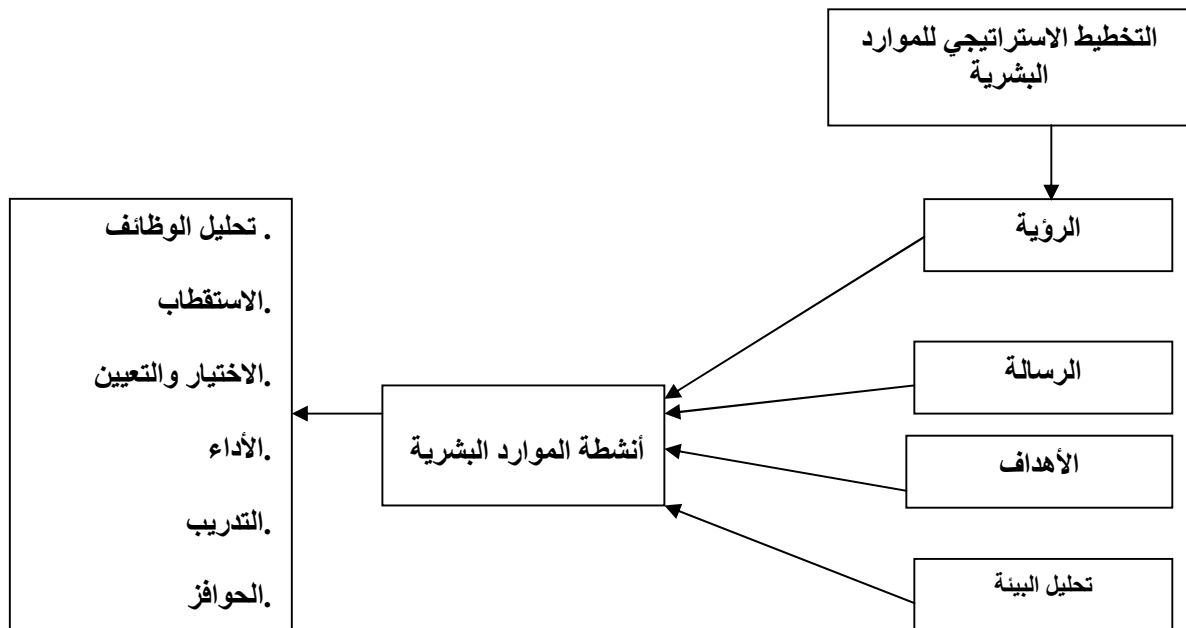 التخطيط الاستراتيجي للموارد
البشرية
الرؤية
الرسالة
الأهداف
تحليل البيئة
أنشطة الموارد البشرية
. تحليل الوظائف
.الاستقطاب
.الاختيار والتعيين
.الأداء
.التدريب
.الحوافز